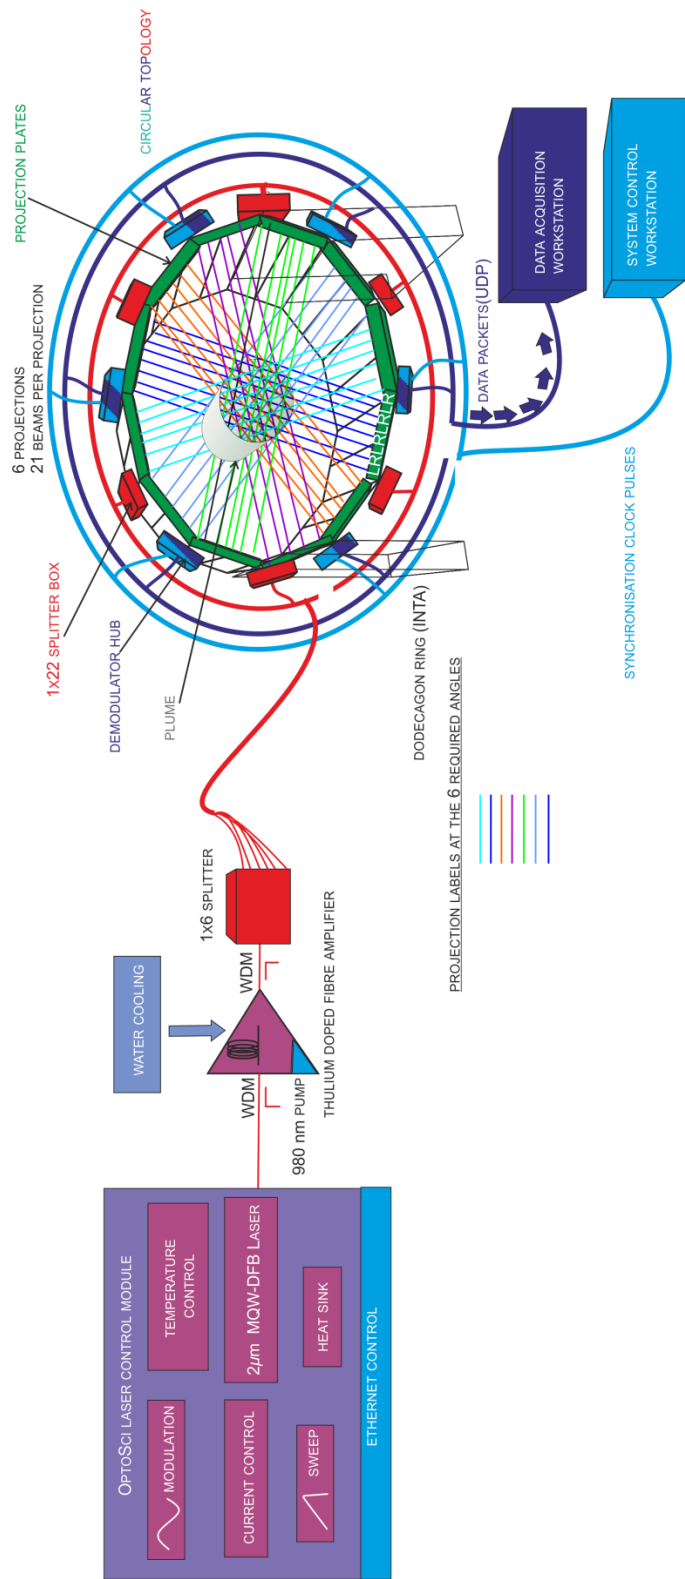 OptoSci laser control module
MODULATION
TEMPERATURE
CONTROL
CURRENT CONTROL
2µm MQW-DFB LASER
SWEEP
HEAT SINK
ETHERNET CONTROL
WATER COOLING
WDM
WDM
980 nm PUMP
THULIUM DOPED FIBRE AMPLIFIER
1x6 SPLITTER
6 PROJECTIONS
21 BEAMS PER PROJECTION
PROJECTION PLATES
CIRCULAR TOPOLOGY
1x22 SPLITTER BOX
DEMODULATOR HUB
PLUME
LRLRLRLR
DODECAGON RING (INTA)
DATA PACKETS(UDP)
DATA ACQUISITION
WORKSTATION
SYSTEM CONTROL
WORKSTATION
SYNCHRONISATION CLOCK PULSES
PROJECTION LABELS AT THE 6 REQUIRED ANGLES